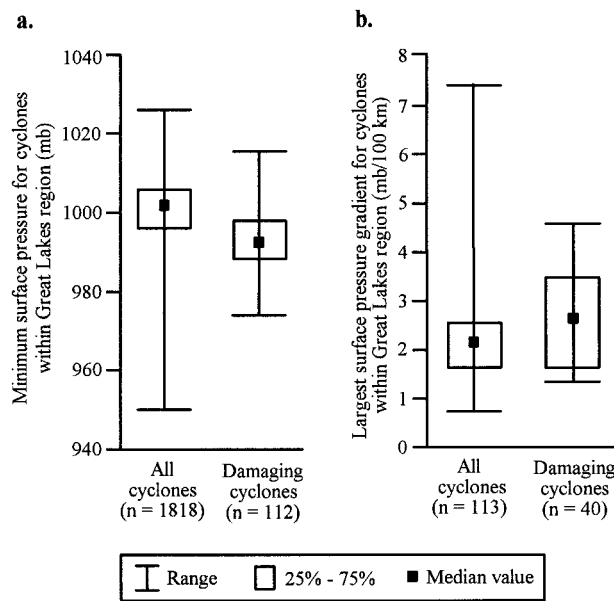 a.
Minimum surface pressure for cyclones
within Great Lakes region (mb)
1040
1020
1000
980
960
940
All
cyclones
(n = 1818)
Damaging
cyclones
(n = 112)
b.
Largest surface pressure gradient for cyclones
within Great Lakes region (mb/100 km)
8
7
6
5
4
3
2
1
0
All
cyclones
(n = 113)
Damaging
cyclones
(n = 40)
Range
25% - 75%
Median value